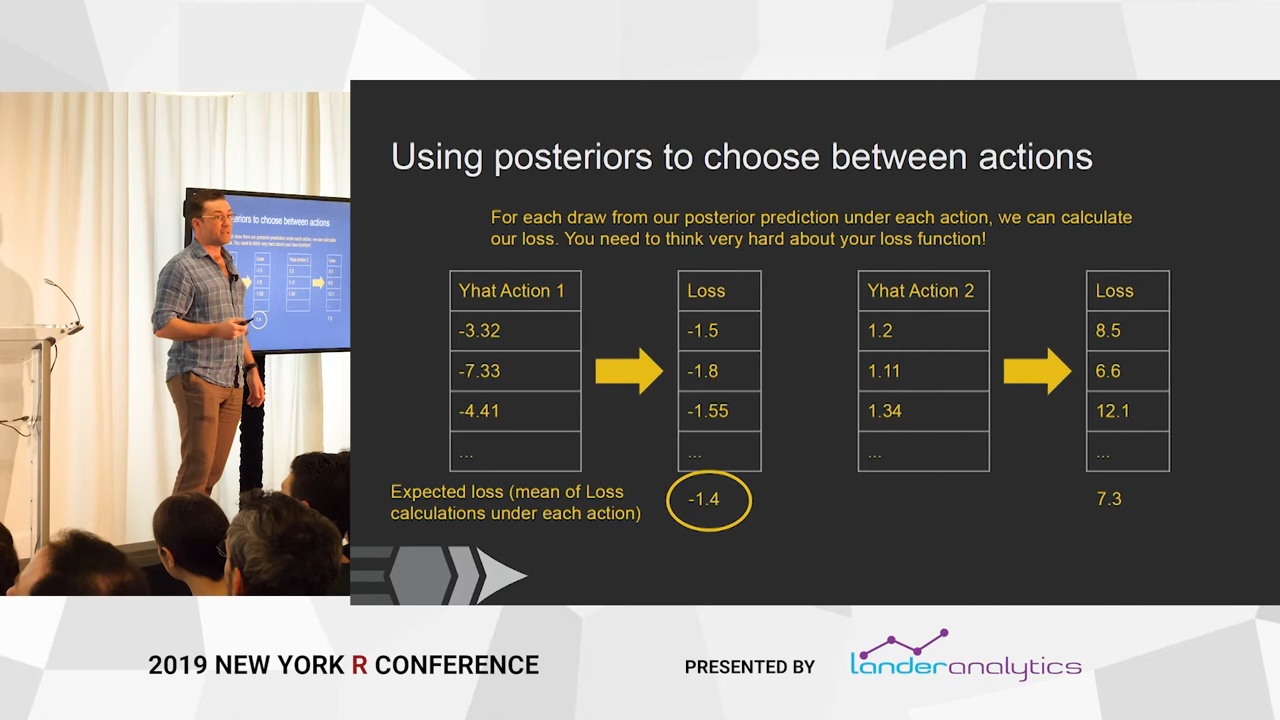 Using posteriors to choose between actions
For each draw from our posterior prediction under each action, we can calculate
our loss. You need to think very hard about your loss function!
Yhat Action 1
Loss
Yhat Action 2
Loss
-3.32
-1.5
1.2
8.5
-7.33
-1.8
1.11
6.6
-4.41
-1.55
1.34
12.1
...
...
...
...
Expected loss (mean of Loss
calculations under each action)
-1.4
7.3
2019 NEW YORK R CONFERENCE
PRESENTED BY
landeranalytics